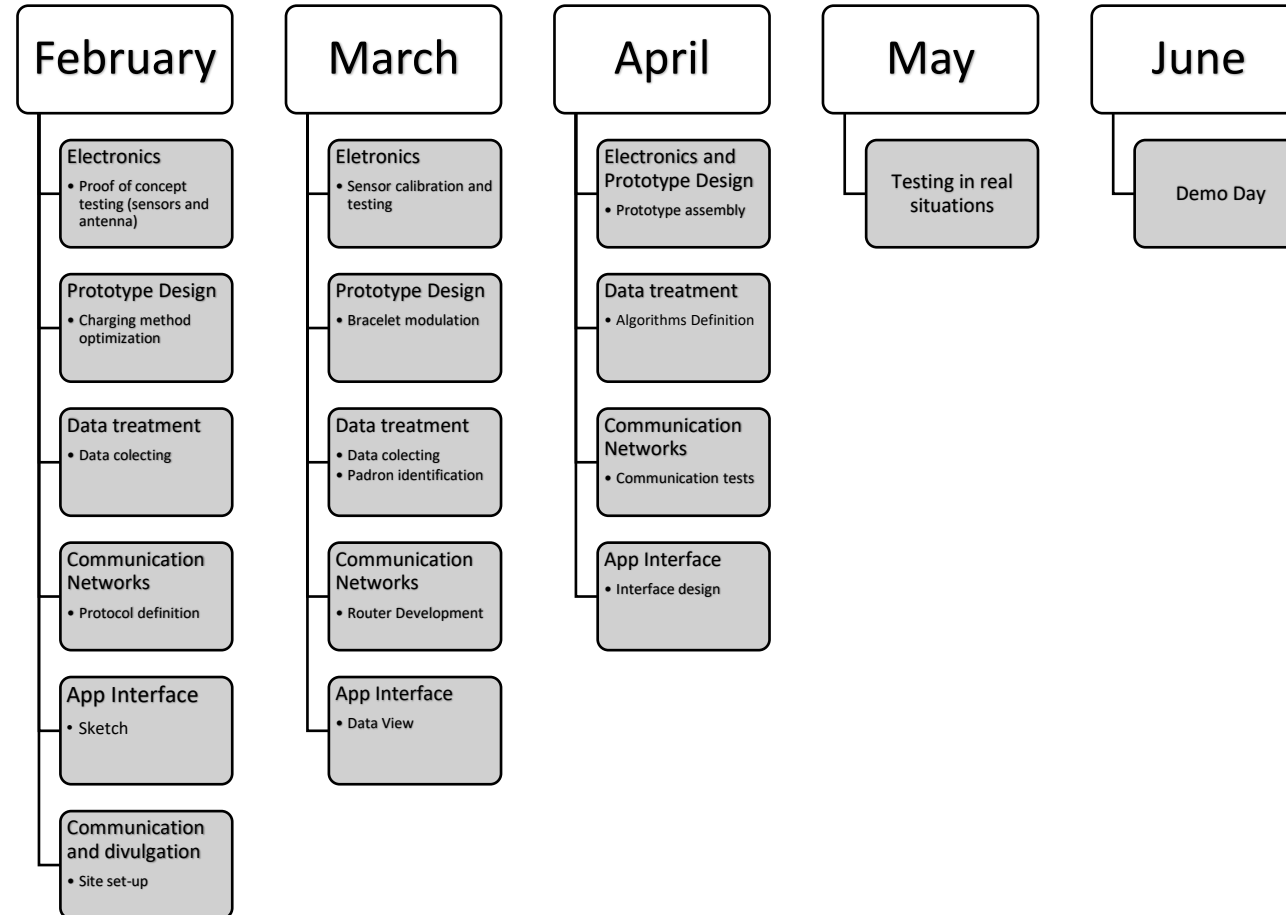 February
Electronics
• Proof of concept
testing (sensors and
antenna)
Prototype Design
• Charging method
optimization
Data treatment
• Data colecting
Communication
Networks
• Protocol definition
App Interface
• Sketch
Communication
and divulgation
• Site set-up
March
Eletronics
• Sensor calibration and
testing
Prototype Design
• Bracelet modulation
Data treatment
• Data colecting
• Padron identification
Communication
Networks
• Router Development
App Interface
• Data View
April
Electronics and
Prototype Design
• Prototype assembly
Data treatment
• Algorithms Definition
Communication
Networks
• Communication tests
App Interface
• Interface design
May
Testing in real
situations
June
Demo Day